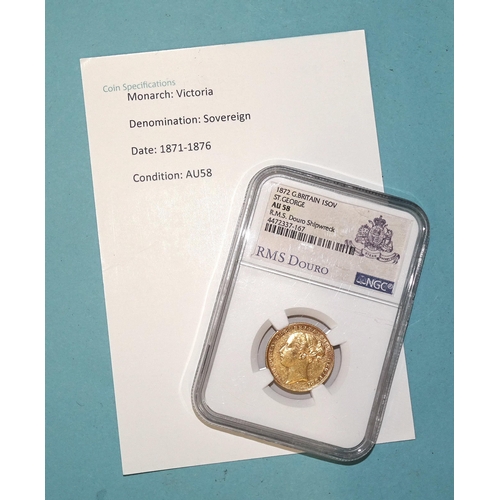 Coin Specifications
Monarch: Victoria
Denomination: Sovereign
Date: 1871-1876
Condition: AU58
1872 G.BRITAIN 1SOV
ST.GEORGE
AU 58
R.M.S. Douro Shipwreck
4472337-167
RMS DOURO
NGC